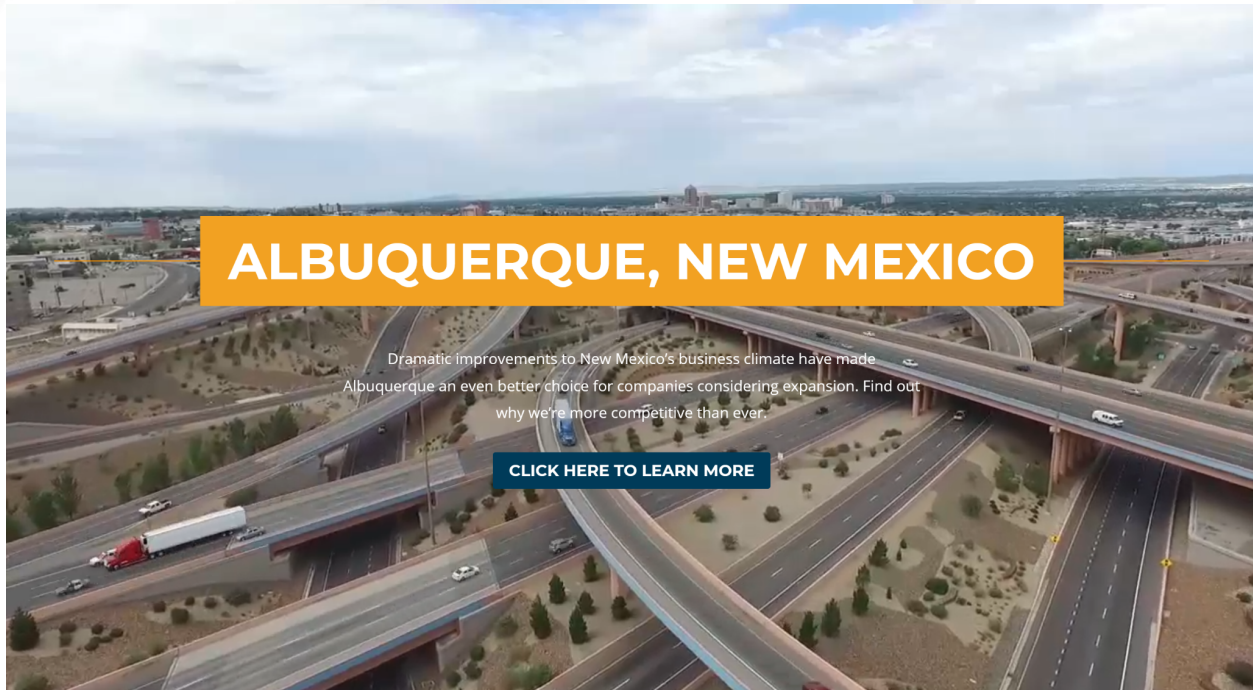 ALBUQUERQUE, NEW MEXICO
Dramatic improvements to New Mexico's business climate have made
Albuquerque an even better choice for companies considering expansion. Find out
why we're more competitive than ever.
CLICK HERE TO LEARN MORE